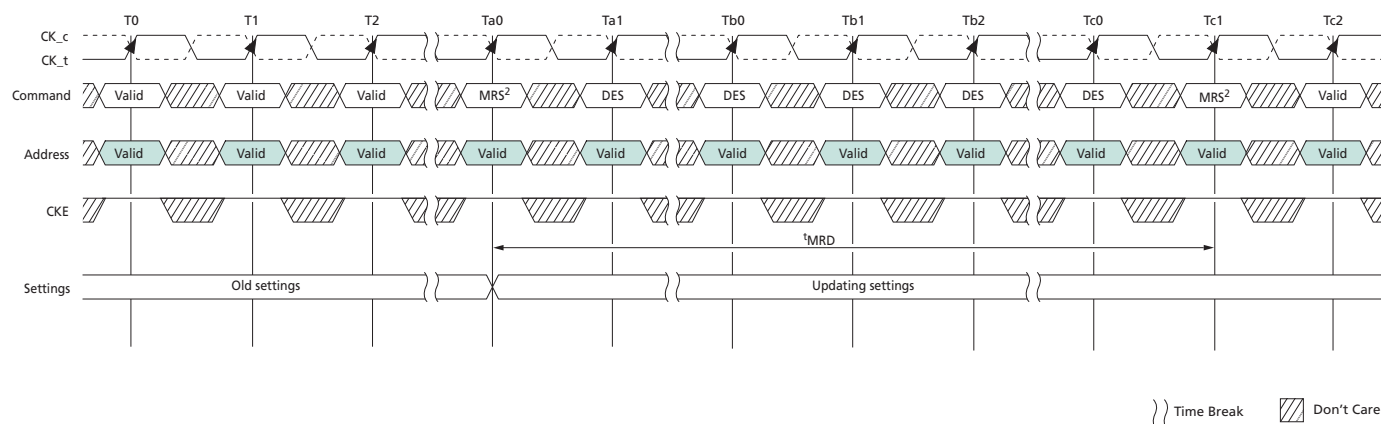 T0 T1 T2 Ta0 Ta1 Tb0 Tb1 Tb2 Tc0 Tc1 Tc2
CK_c
CK_t
Command Valid Valid Valid MRS² DES DES DES DES DES MRS² Valid
Address Valid Valid Valid Valid Valid Valid Valid Valid Valid Valid Valid
CKE
ᵗMRD
Settings Old settings Updating settings
Time Break Don't Care